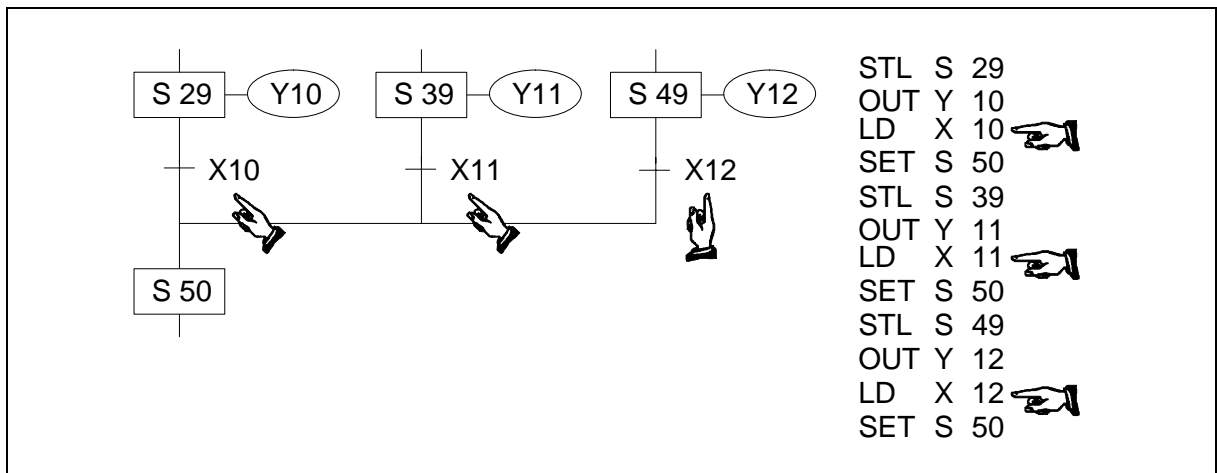 S 29 Y10 S 39 Y11 S 49 Y12
X10 X11 X12
S 50
STL S 29
OUT Y 10
LD X 10
SET S 50
STL S 39
OUT Y 11
LD X 11
SET S 50
STL S 49
OUT Y 12
LD X 12
SET S 50